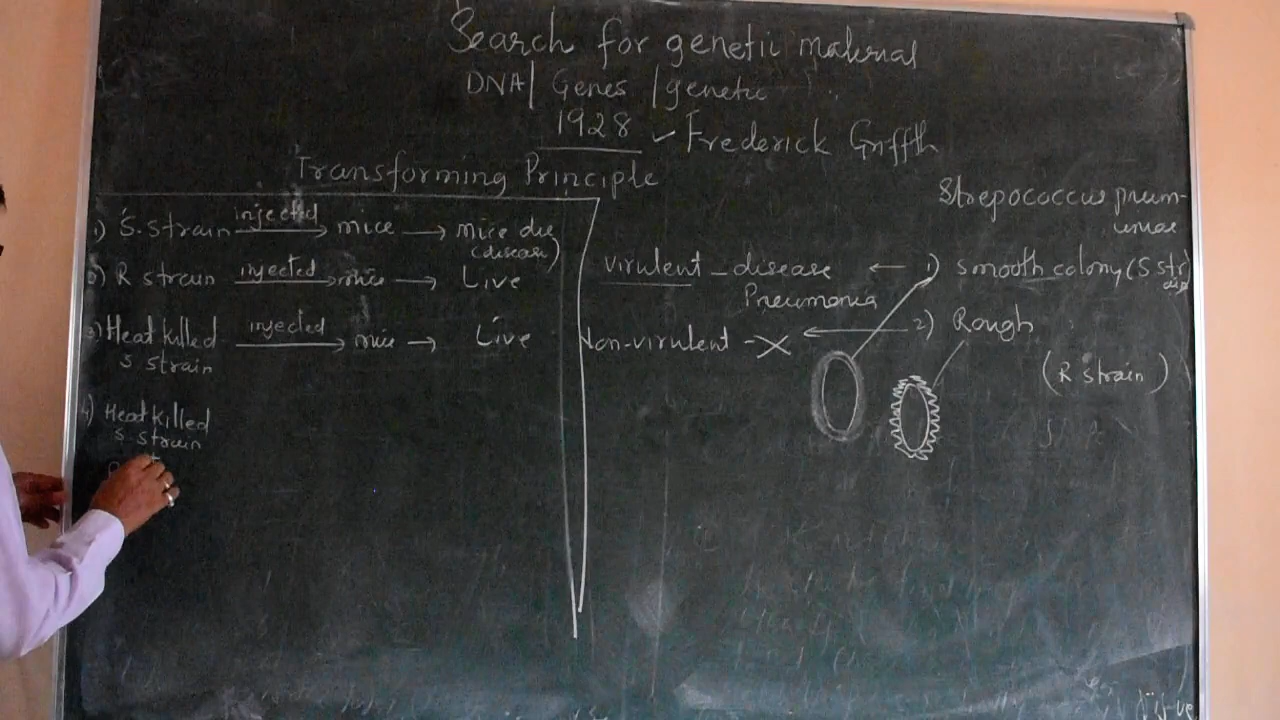 Search for genetic material
DNA/ Genes /genetic
1928 ✓ Frederick Griffth
Transforming Principle
1) S. strain injected → mice → mice die
(disease)
2) R strain injected → mice → Live
3) Heat killed injected → mice → Live
S strain
4) Heat killed
S. strain
Strepococcus pneum-
uniae
virulent - disease ← 1) Smooth colony (S str)
Pneumonia
Non-virulent - X ← 2) Rough
(R strain)